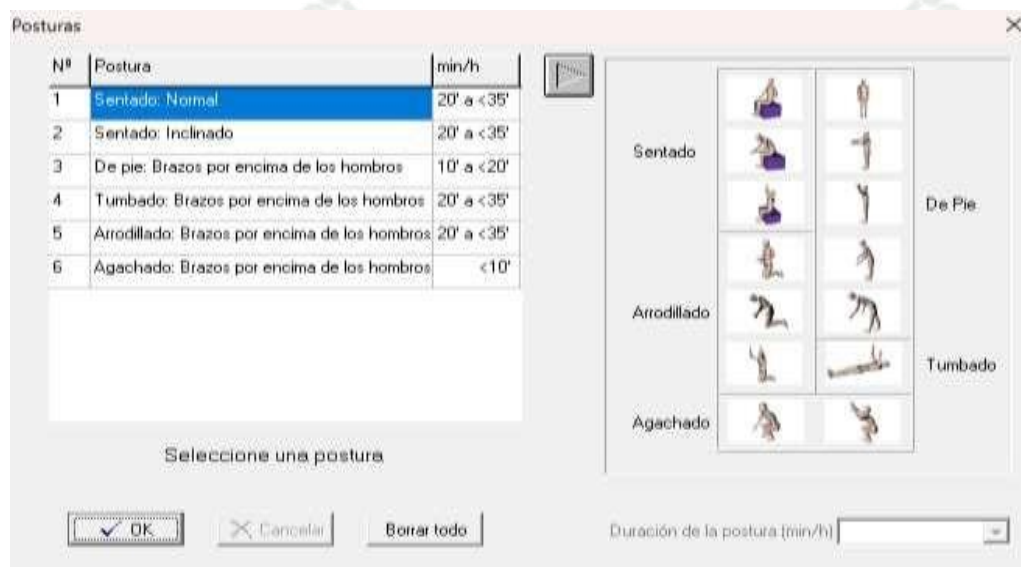 Posturas
Nº Postura min/h
1 Sentado: Normal 20' a <35'
2 Sentado: Inclinado 20' a <35'
3 De pie: Brazos por encima de los hombros 10' a <20'
4 Tumbado: Brazos por encima de los hombros 20' a <35'
5 Arrodillado: Brazos por encima de los hombros 20' a <35'
6 Agachado: Brazos por encima de los hombros <10'
Seleccione una postura
OK Cancelar Borrar todo
Sentado
De Pie
Arrodillado
Tumbado
Agachado
Duración de la postura (min/h)